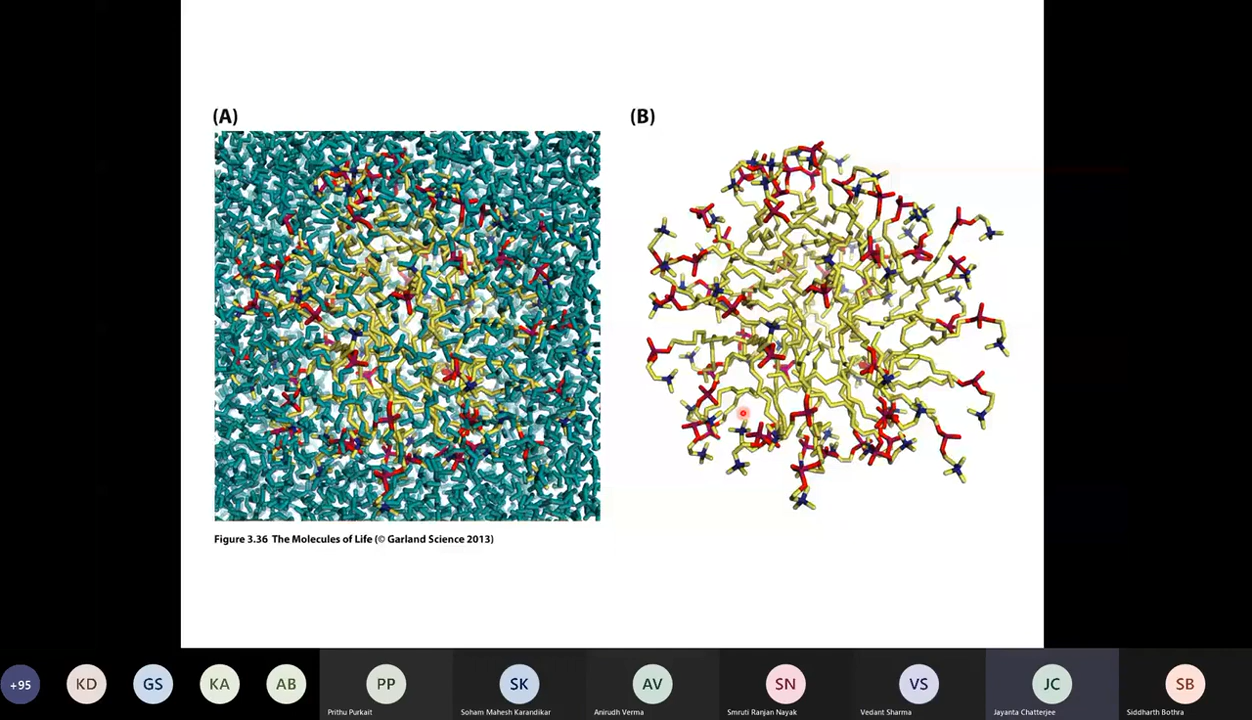 (A)
(B)
Figure 3.36 The Molecules of Life (© Garland Science 2013)
+95
KD
GS
KA
AB
PP
SK
AV
SN
VS
JC
SB
Prithu Purkait
Soham Mahesh Karandikar
Anirudh Verma
Smruti Ranjan Nayak
Vedant Sharma
Jayanta Chatterjee
Siddharth Bothra